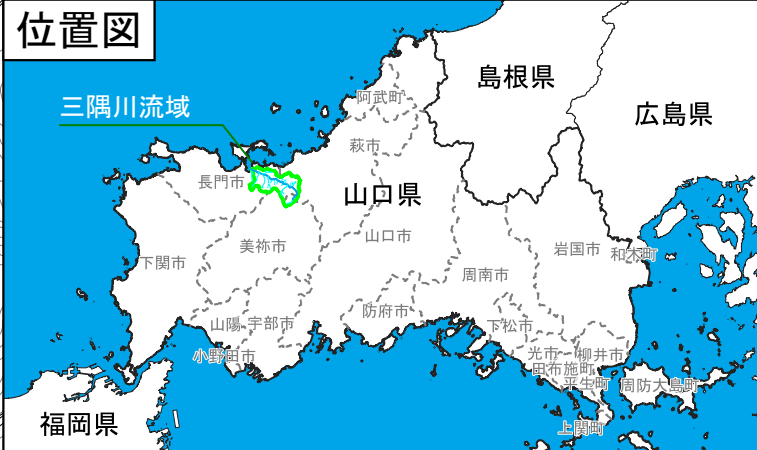 位置図
島根県
阿武町
三隅川流域
広島県
萩市
長門市
山口県
山口市
美祢市
岩国市
和木町
下関市
周南市
防府市
山陽
宇部市
下松市
小野田市
光市
柳井市
田布施町
平生町
周防大島町
福岡県
上関町